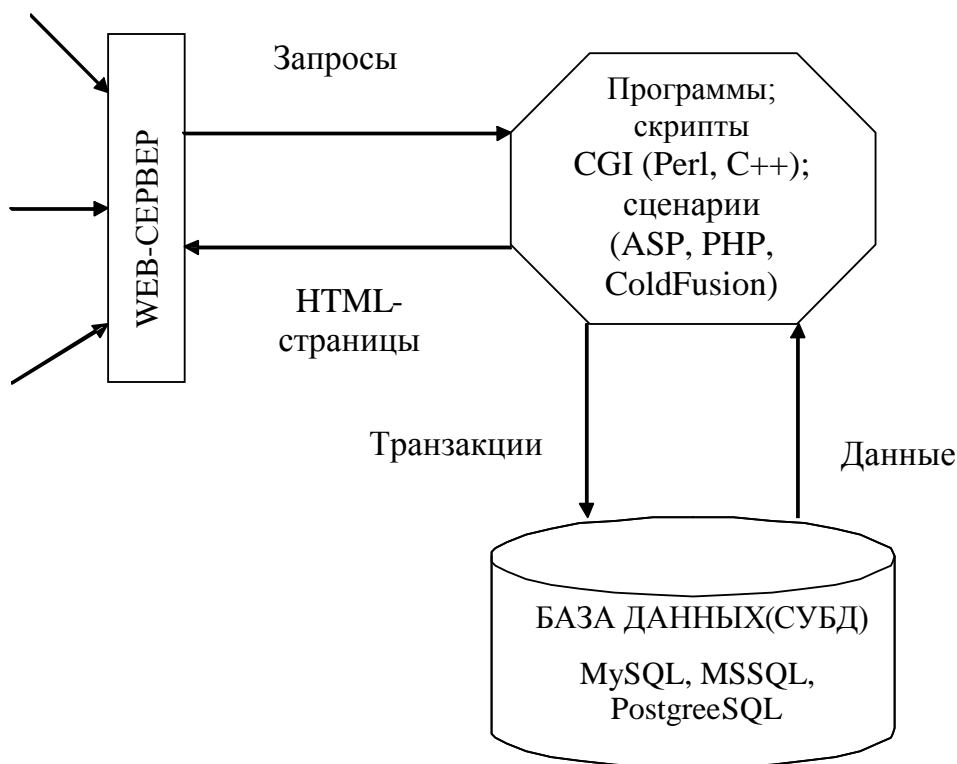 Запросы
WEB-СЕРВЕР
Программы;
скрипты
CGI (Perl, C++);
сценарии
(ASP, PHP,
ColdFusion)
HTML-
страницы
Транзакции
Данные
БАЗА ДАННЫХ(СУБД)
MySQL, MSSQL,
PostgreeSQL